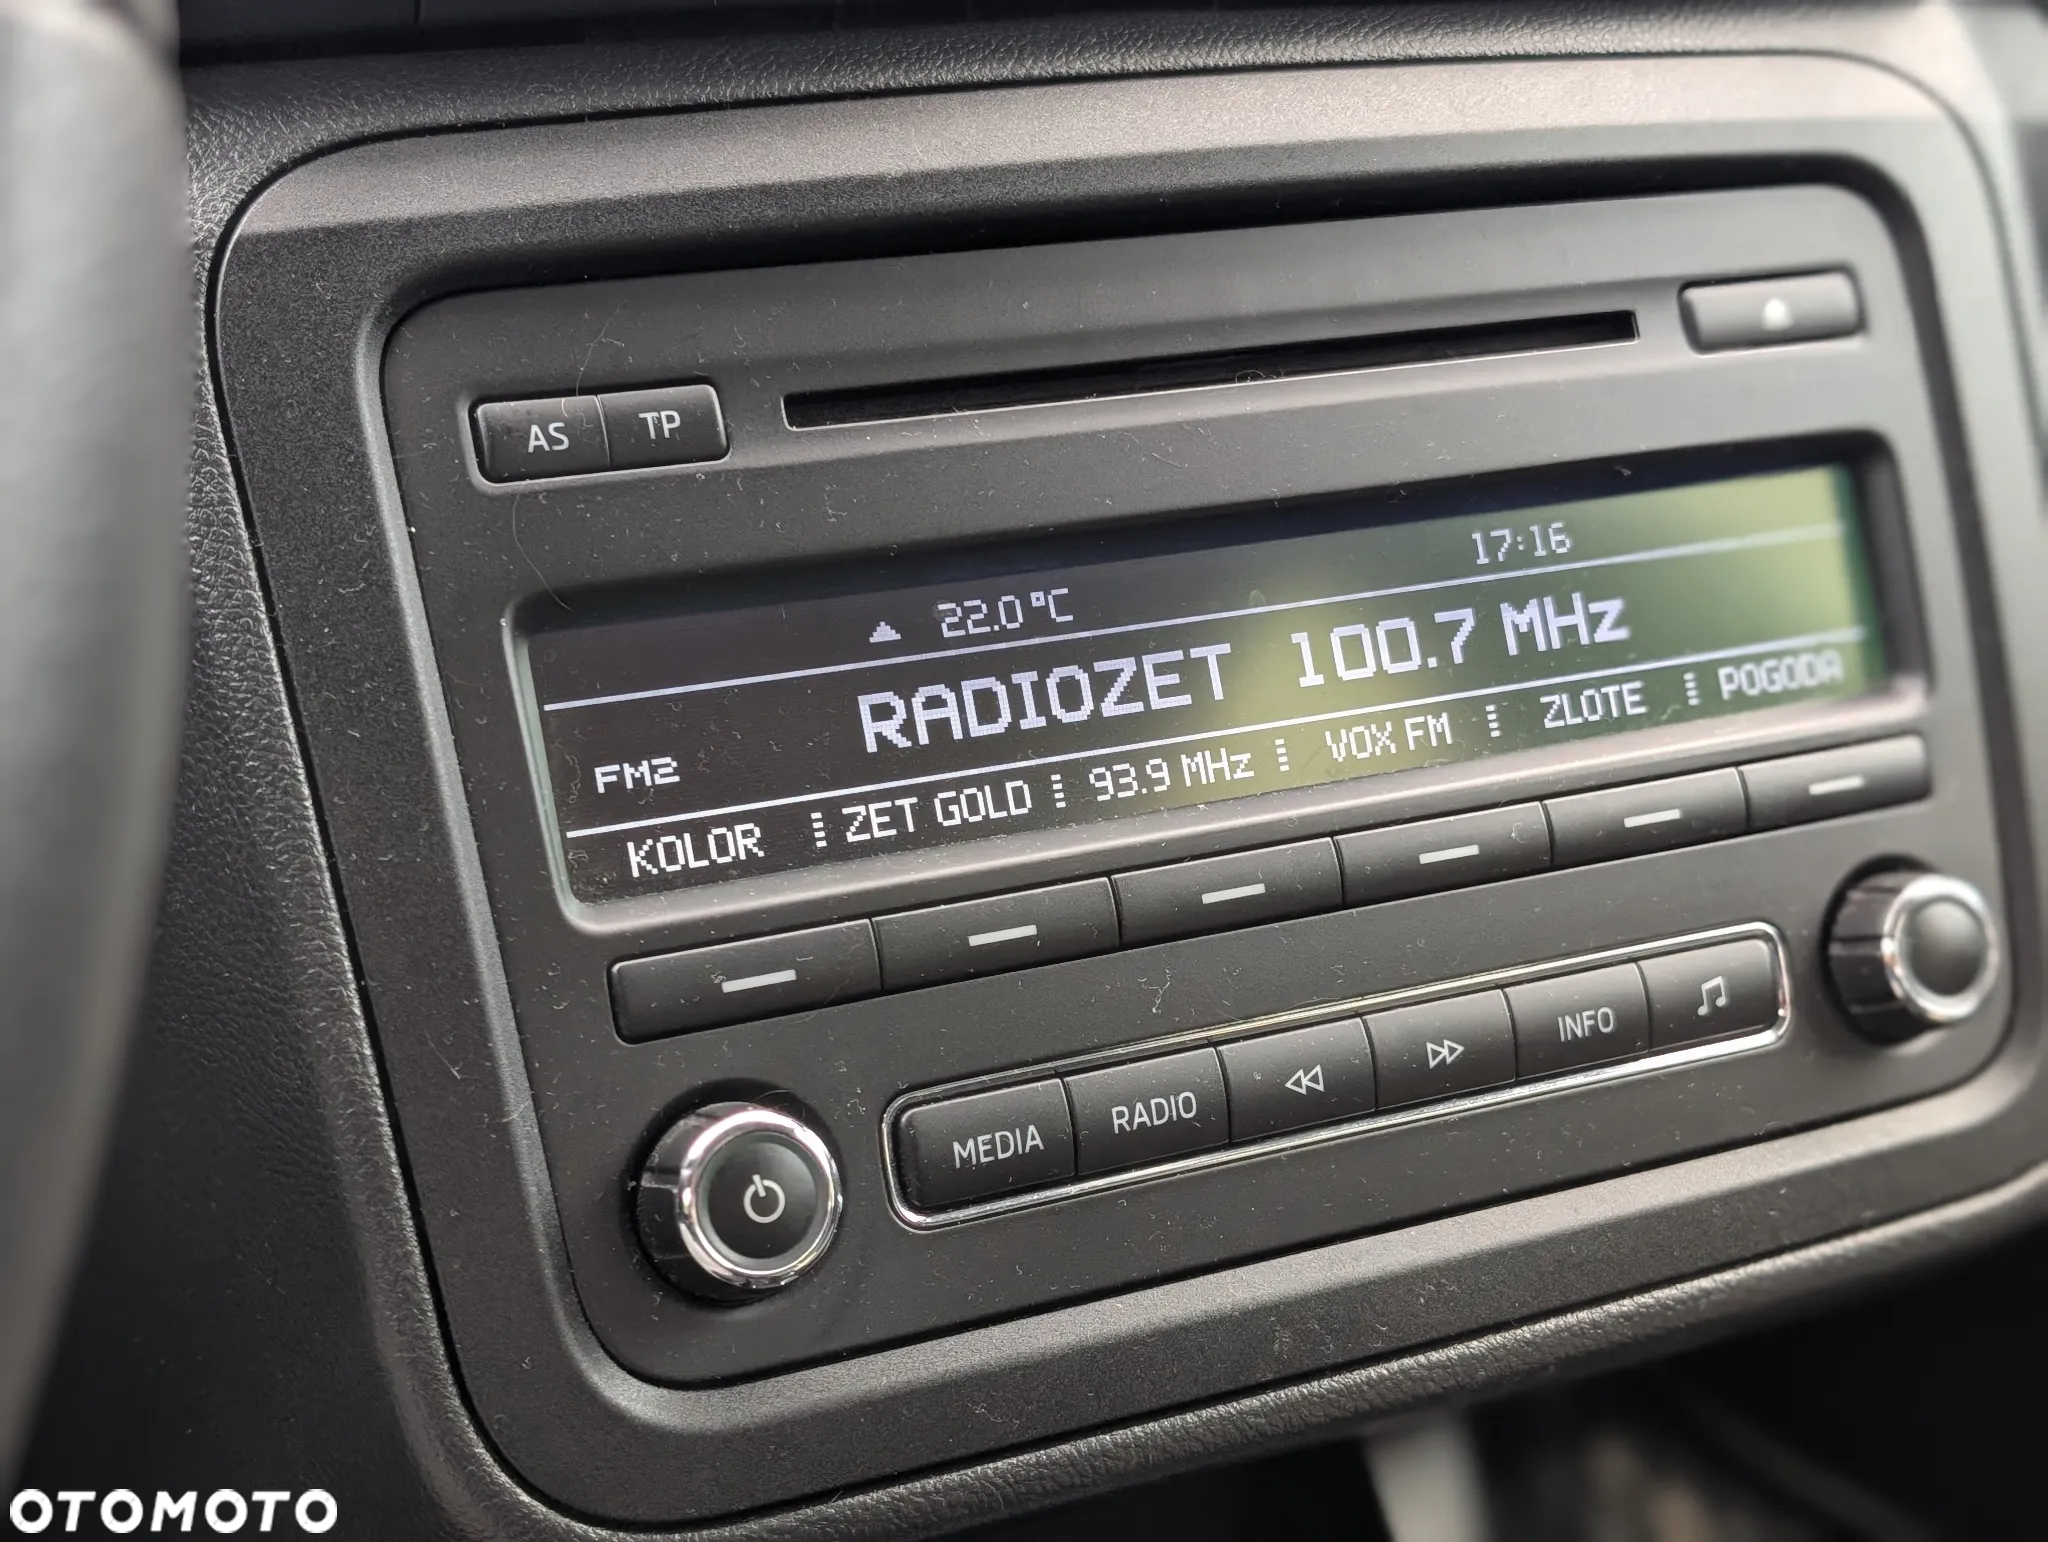 AS TP
22.0 °C 17:16
FM2 RADIOZET 100.7 MHz
KOLOR ZET GOLD 93.9 MHz VOX FM ZLOTE POGODA
MEDIA RADIO INFO
OTOMOTO